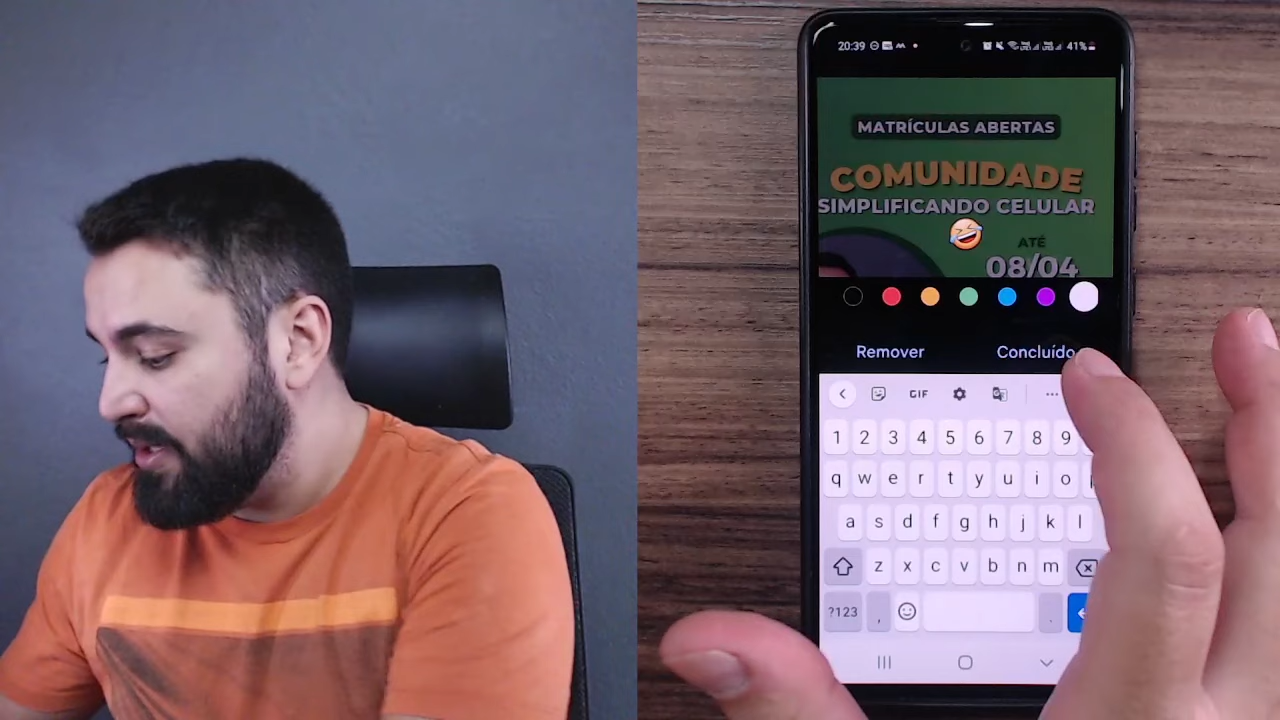 20:39
41%
MATRÍCULAS ABERTAS
COMUNIDADE
SIMPLIFICANDO CELULAR
ATÉ
08/04
Remover
Concluído
GIF
1 2 3 4 5 6 7 8 9
q w e r t y u i o
a s d f g h j k l
z x c v b n m
?123 , .